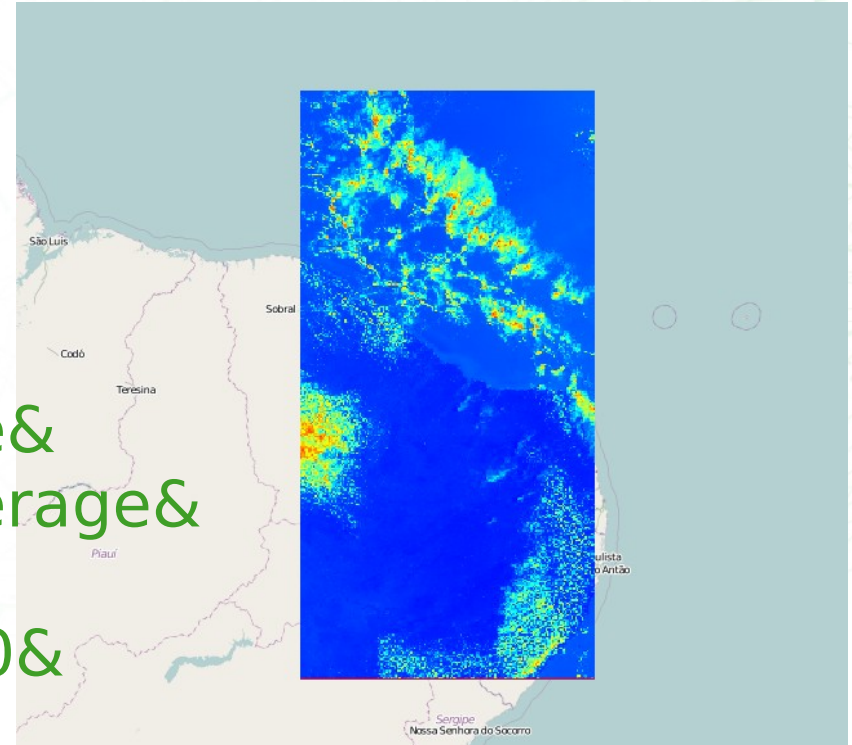 São Luís
Sobral
Codó
Teresina
e&
erage&
Piauí
ulista
o Antão
0&
Sergipe
Nossa Senhora do Socorro